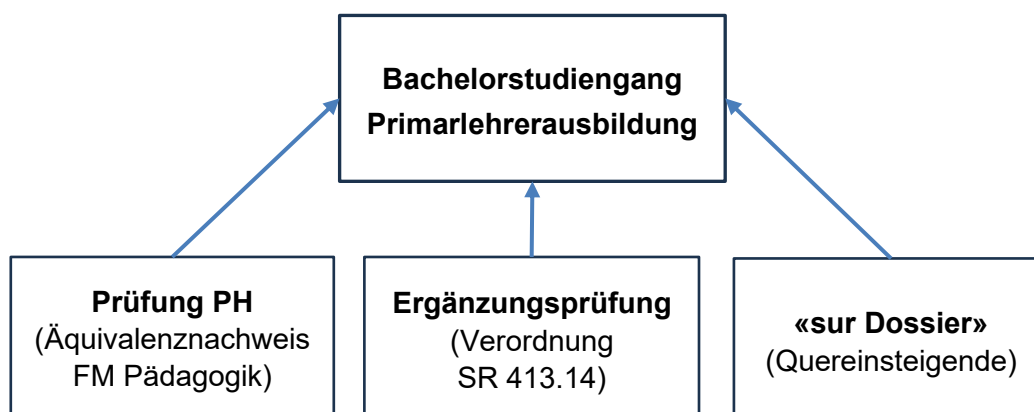 Bachelorstudiengang
Primarlehrerausbildung
Prüfung PH
(Äquivalenznachweis
FM Pädagogik)
Ergänzungsprüfung
(Verordnung
SR 413.14)
«sur Dossier»
(Quereinsteigende)